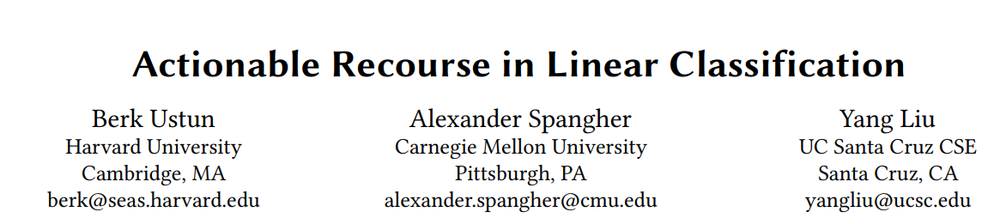 Actionable Recourse in Linear Classification
Berk Ustun
Harvard University
Cambridge, MA
berk@seas.harvard.edu
Alexander Spangher
Carnegie Mellon University
Pittsburgh, PA
alexander.spangher@cmu.edu
Yang Liu
UC Santa Cruz CSE
Santa Cruz, CA
yangliu@ucsc.edu